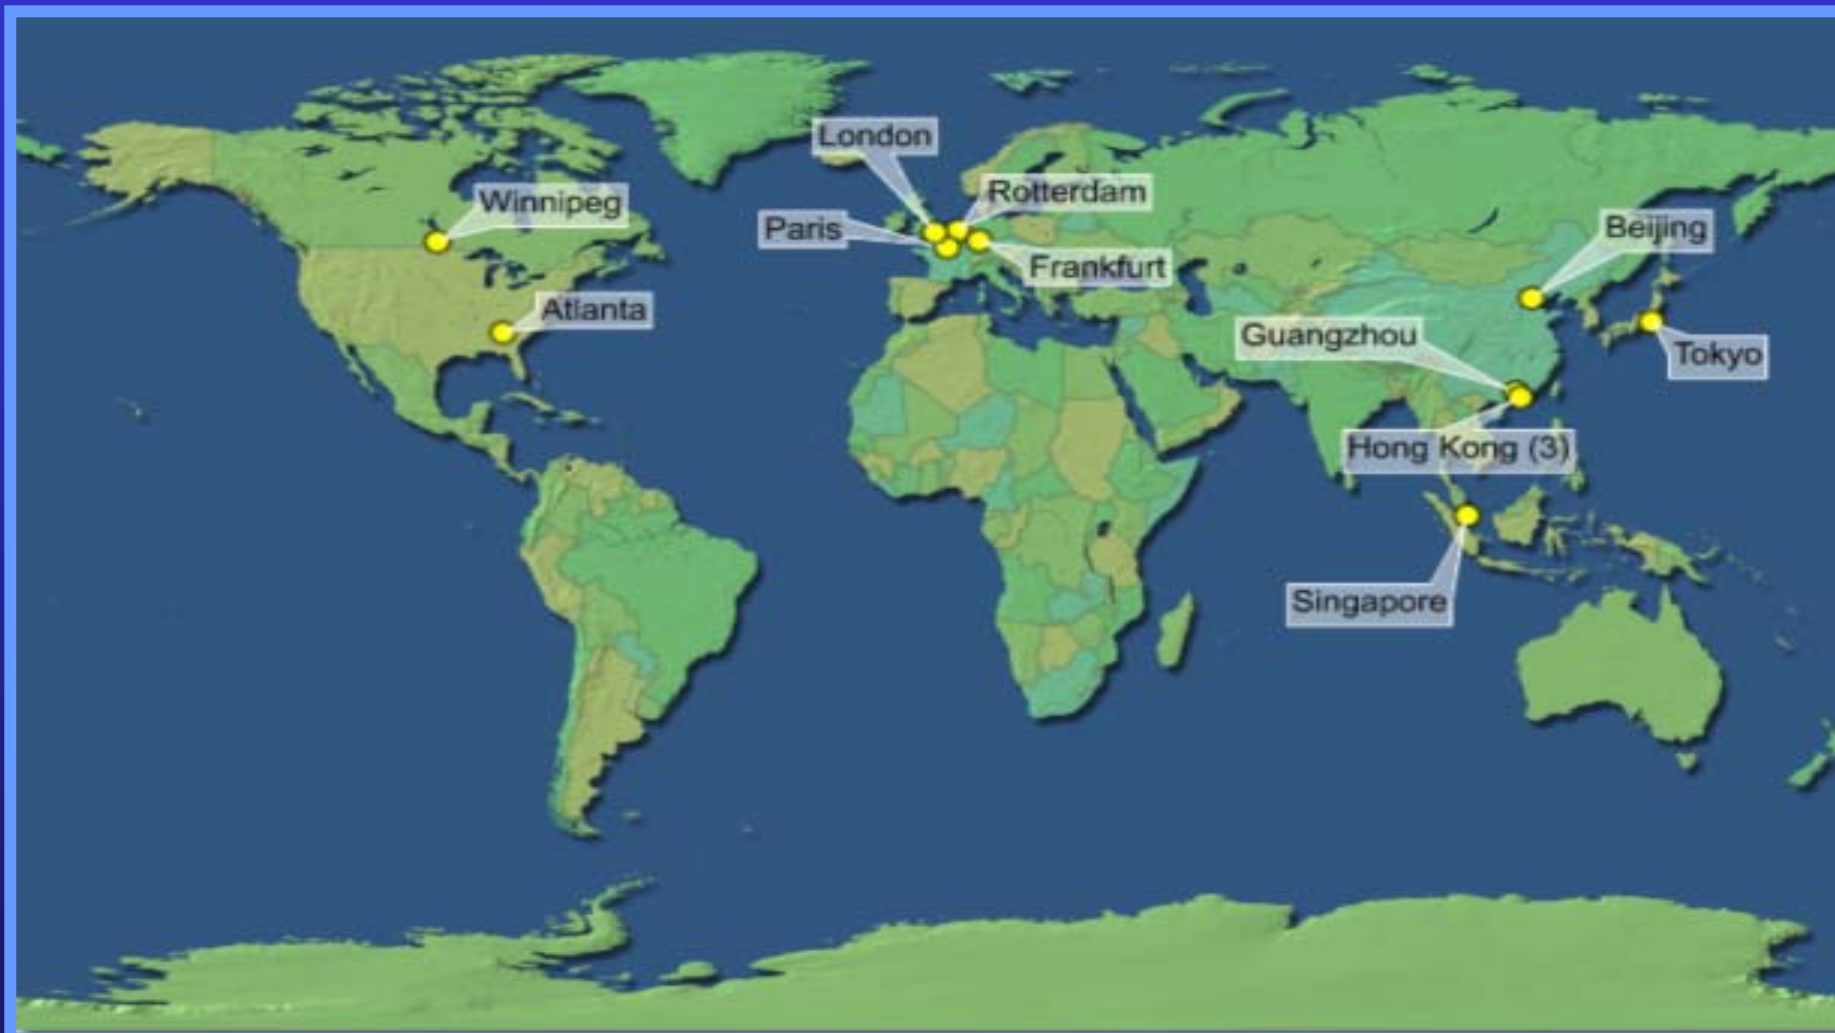 London
Rotterdam
Winnipeg
Paris
Beijing
Frankfurt
Atlanta
Guangzhou
Tokyo
Hong Kong (3)
Singapore